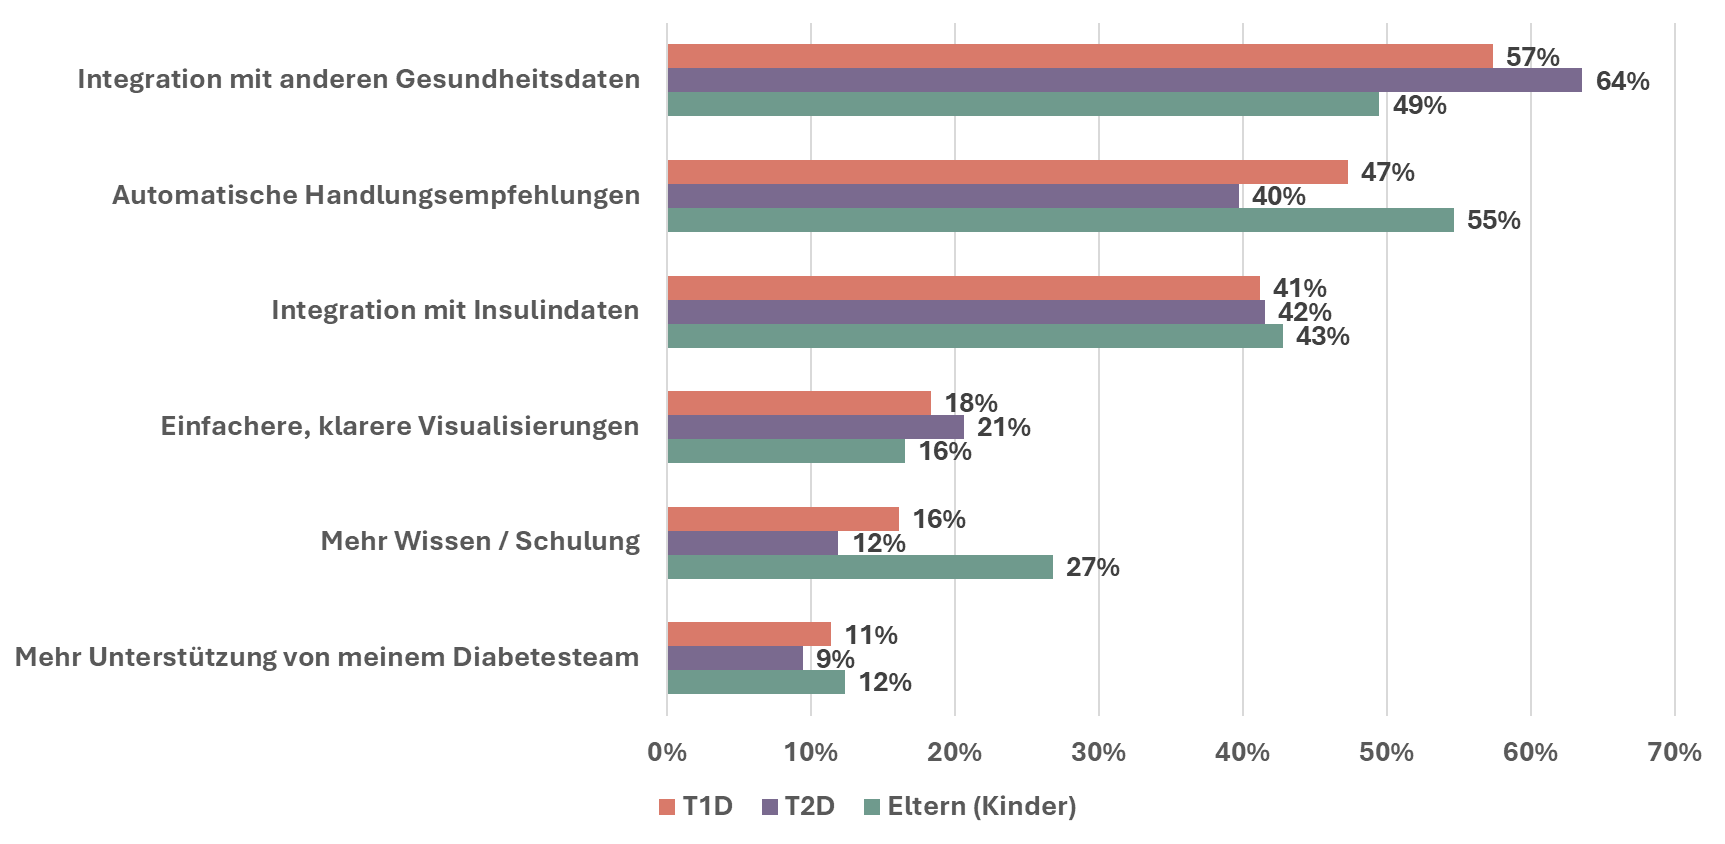 Integration mit anderen Gesundheitsdaten
57%
64%
49%
Automatische Handlungsempfehlungen
47%
40%
55%
Integration mit Insulindaten
41%
42%
43%
Einfachere, klarere Visualisierungen
18%
21%
16%
Mehr Wissen / Schulung
16%
12%
27%
Mehr Unterstützung von meinem Diabetesteam
11%
9%
12%
0% 10% 20% 30% 40% 50% 60% 70%
T1D T2D Eltern (Kinder)